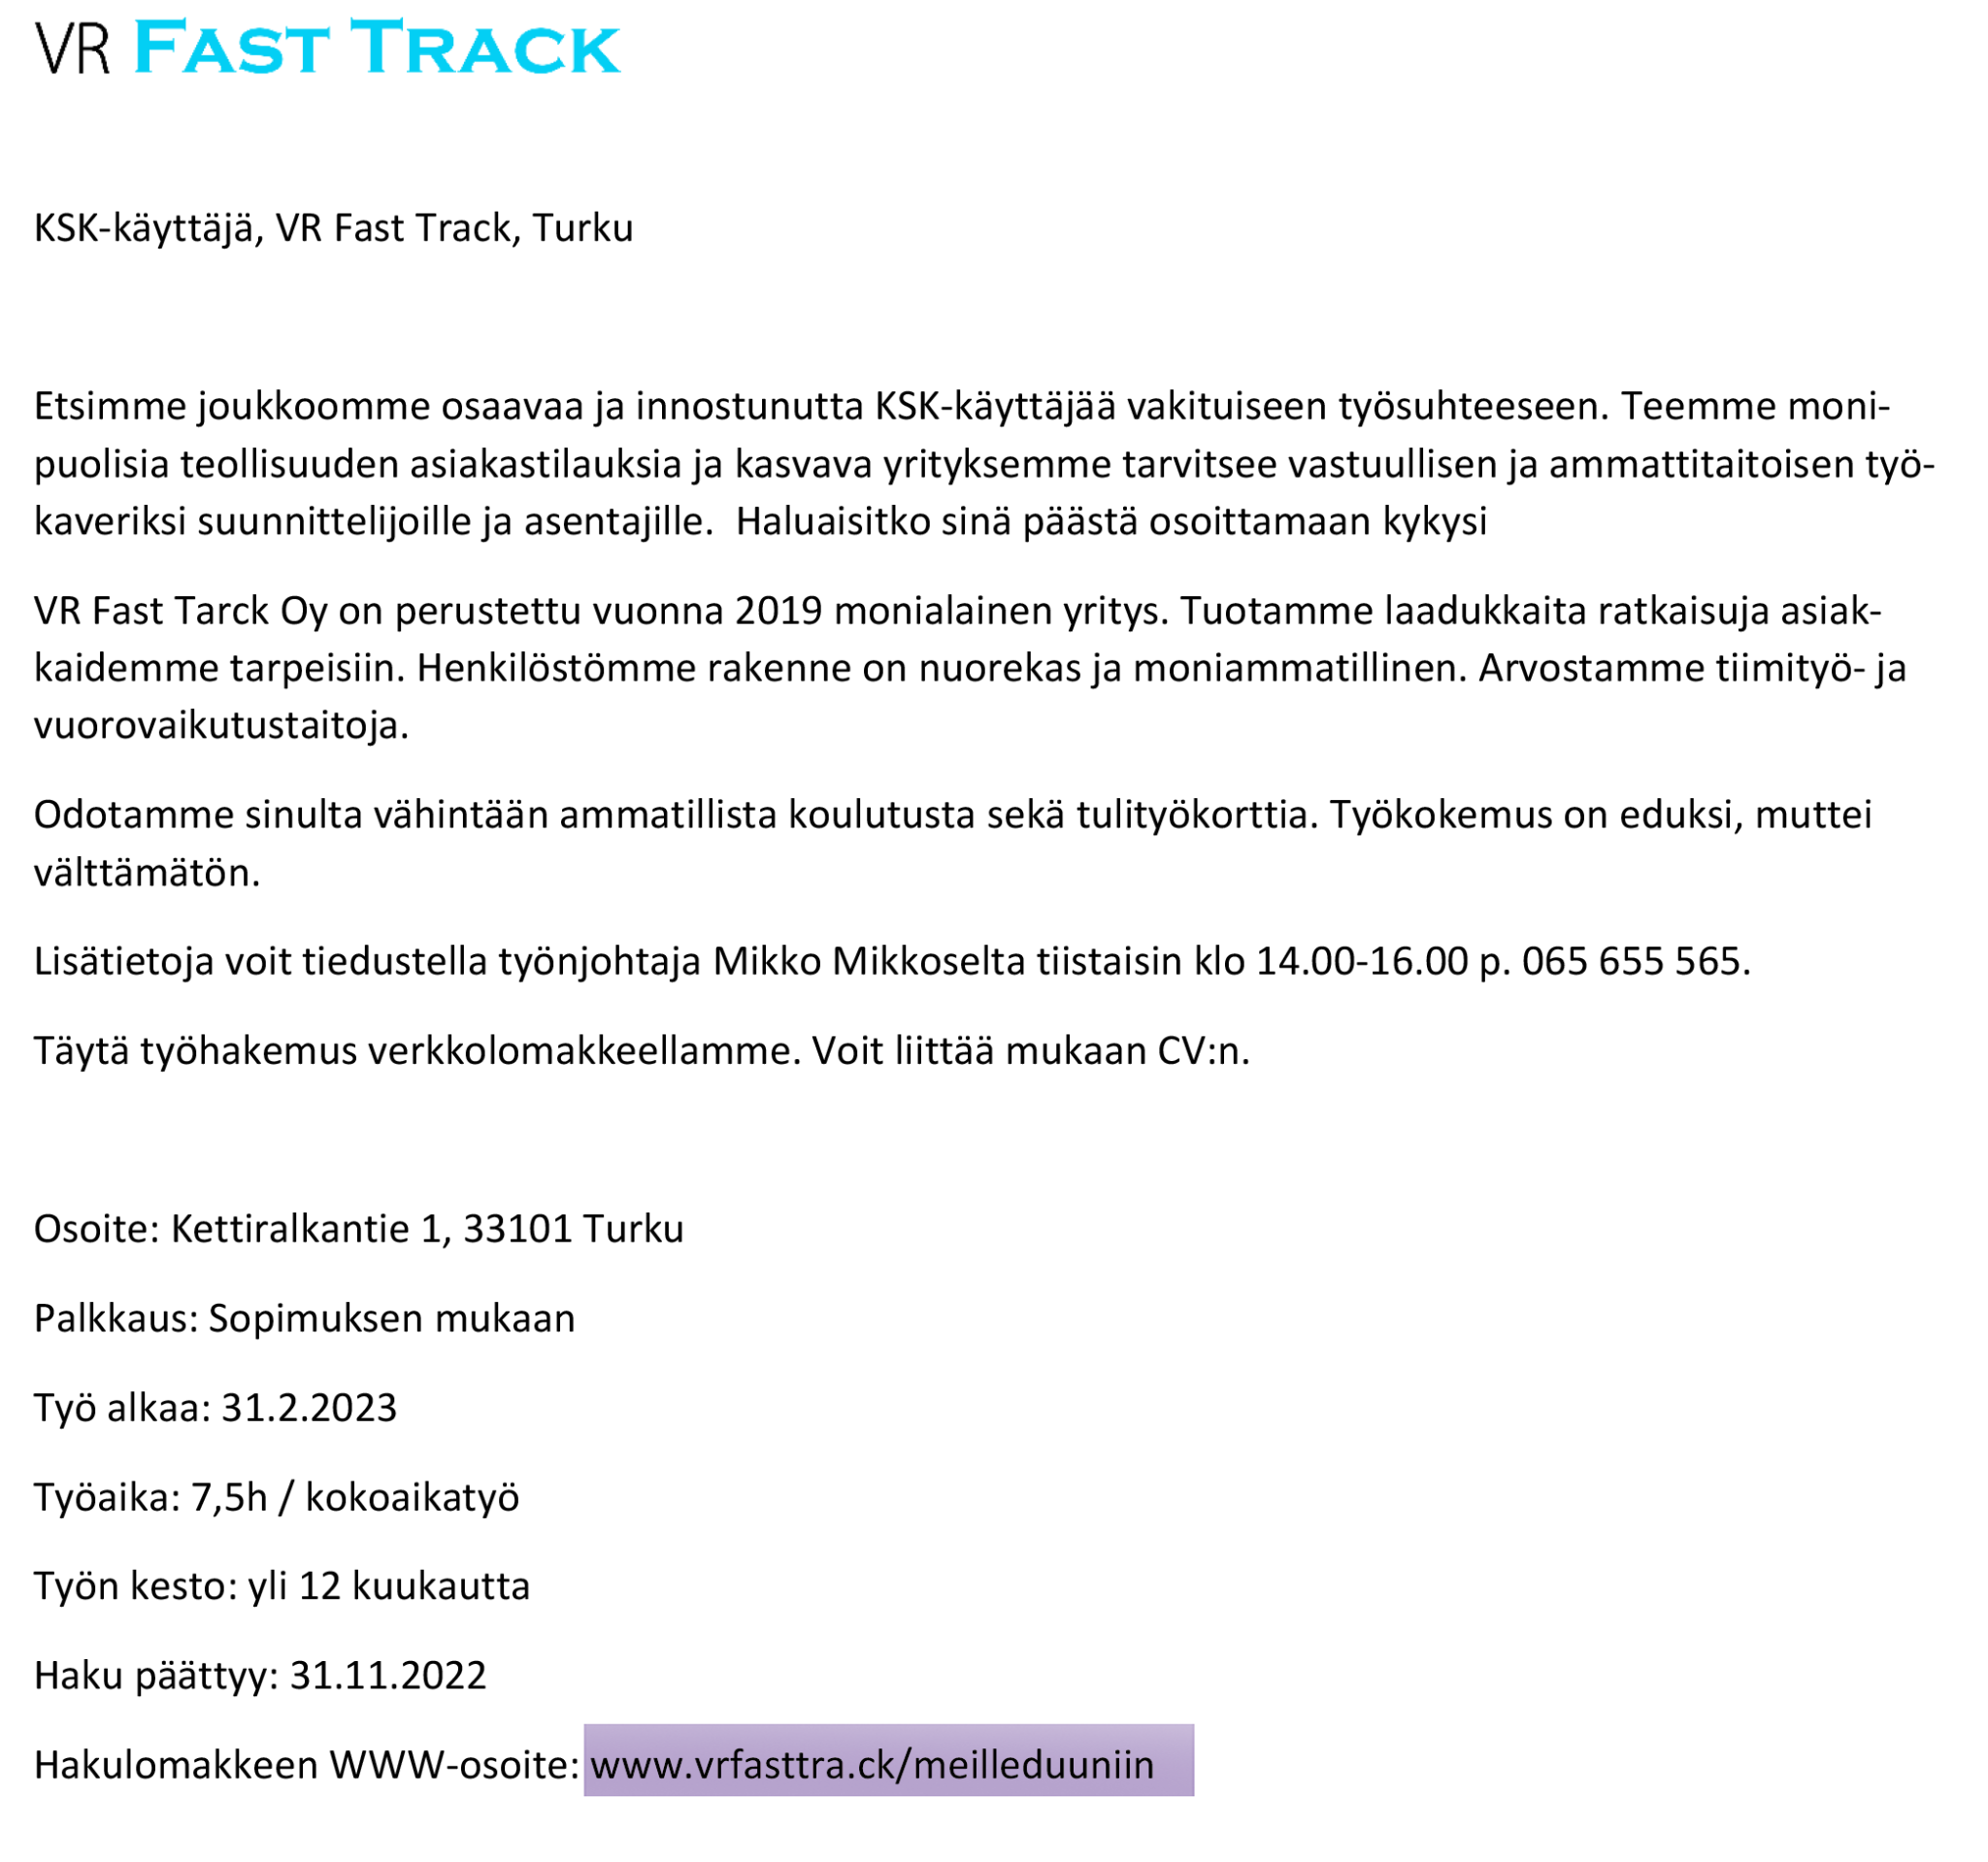 VR FAST TRACK
KSK-käyttäjä, VR Fast Track, Turku
Etsimme joukkoomme osaavaa ja innostunutta KSK-käyttäjää vakituiseen työsuhteeseen. Teemme moni-
puolisia teollisuuden asiakastilauksia ja kasvava yrityksemme tarvitsee vastuullisen ja ammattitaitoisen työ-
kaveriksi suunnittelijoille ja asentajille.  Haluaisitko sinä päästä osoittamaan kykysi
VR Fast Tarck Oy on perustettu vuonna 2019 monialainen yritys. Tuotamme laadukkaita ratkaisuja asiak-
kaidemme tarpeisiin. Henkilöstömme rakenne on nuorekas ja moniammatillinen. Arvostamme tiimityö- ja
vuorovaikutustaitoja.
Odotamme sinulta vähintään ammatillista koulutusta sekä tulityökorttia. Työkokemus on eduksi, muttei
välttämätön.
Lisätietoja voit tiedustella työnjohtaja Mikko Mikkoselta tiistaisin klo 14.00-16.00 p. 065 655 565.
Täytä työhakemus verkkolomakkeellamme. Voit liittää mukaan CV:n.
Osoite: Kettiralkantie 1, 33101 Turku
Palkkaus: Sopimuksen mukaan
Työ alkaa: 31.2.2023
Työaika: 7,5h / kokoaikatyö
Työn kesto: yli 12 kuukautta
Haku päättyy: 31.11.2022
Hakulomakkeen WWW-osoite: www.vrfasttra.ck/meilleduuniin